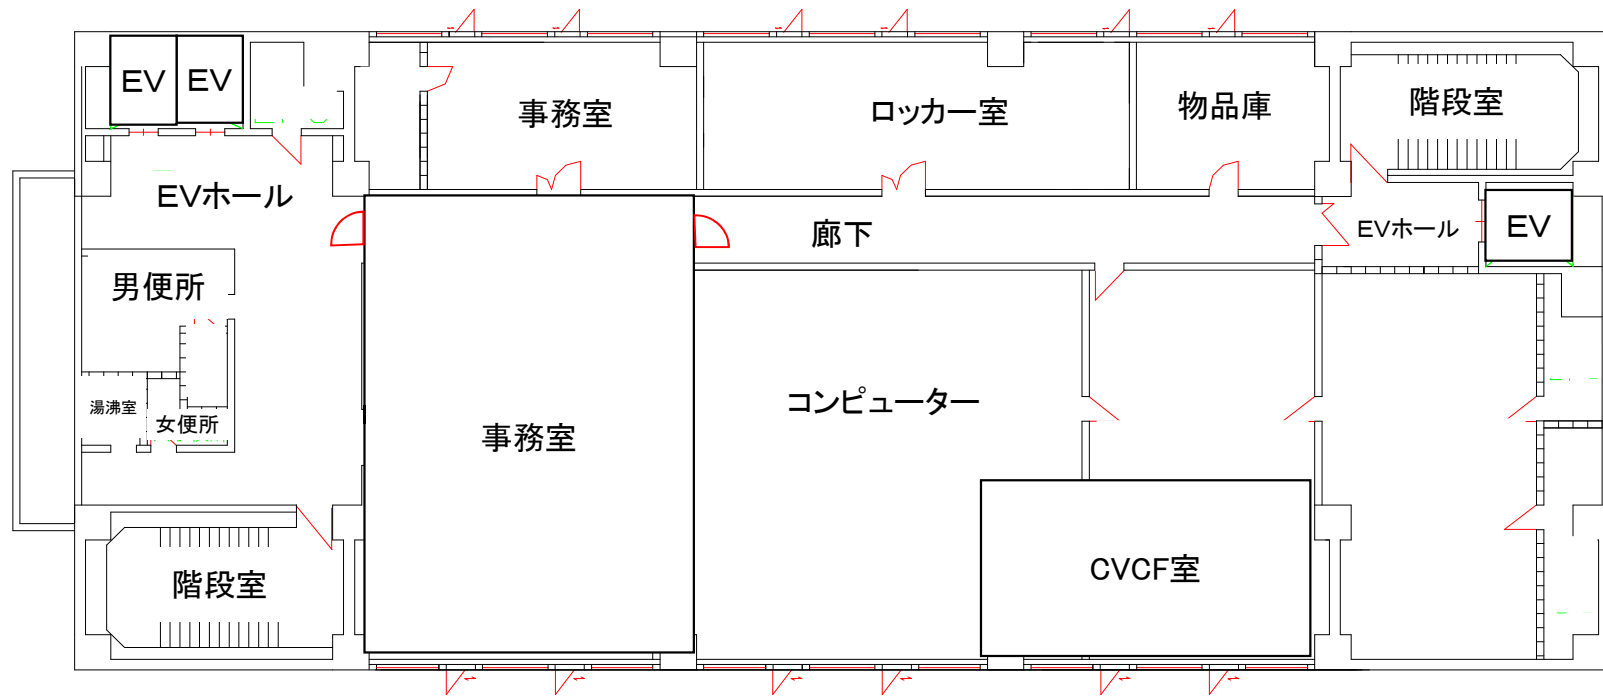 EV
EV
事務室
ロッカー室
物品庫
階段室
EVホール
廊下
EVホール
EV
男便所
コンピューター
湯沸室
女便所
事務室
CVCF室
階段室